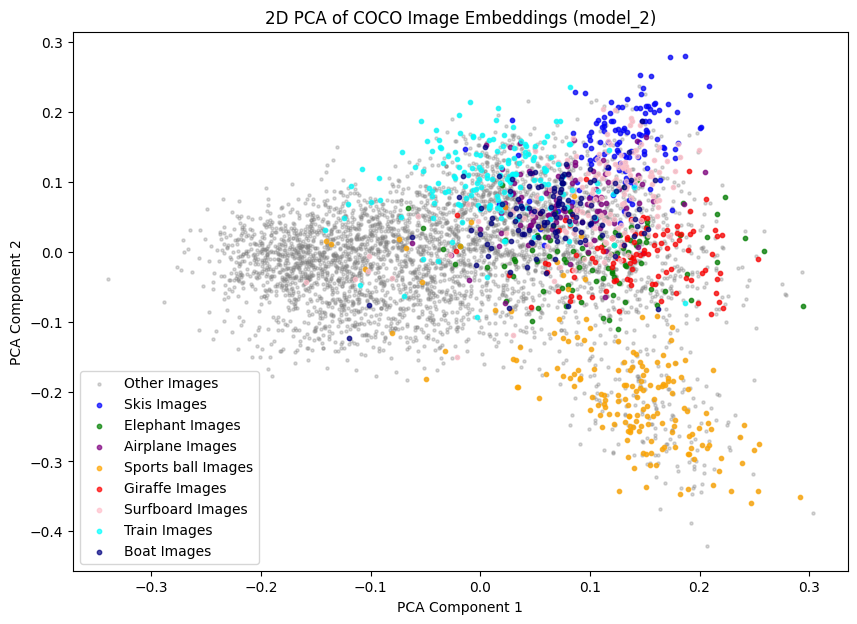 2D PCA of COCO Image Embeddings (model_2)
PCA Component 2
0.3
0.2
0.1
0.0
−0.1
−0.2
−0.3
−0.4
Other Images
Skis Images
Elephant Images
Airplane Images
Sports ball Images
Giraffe Images
Surfboard Images
Train Images
Boat Images
−0.3 −0.2 −0.1 0.0 0.1 0.2 0.3
PCA Component 1